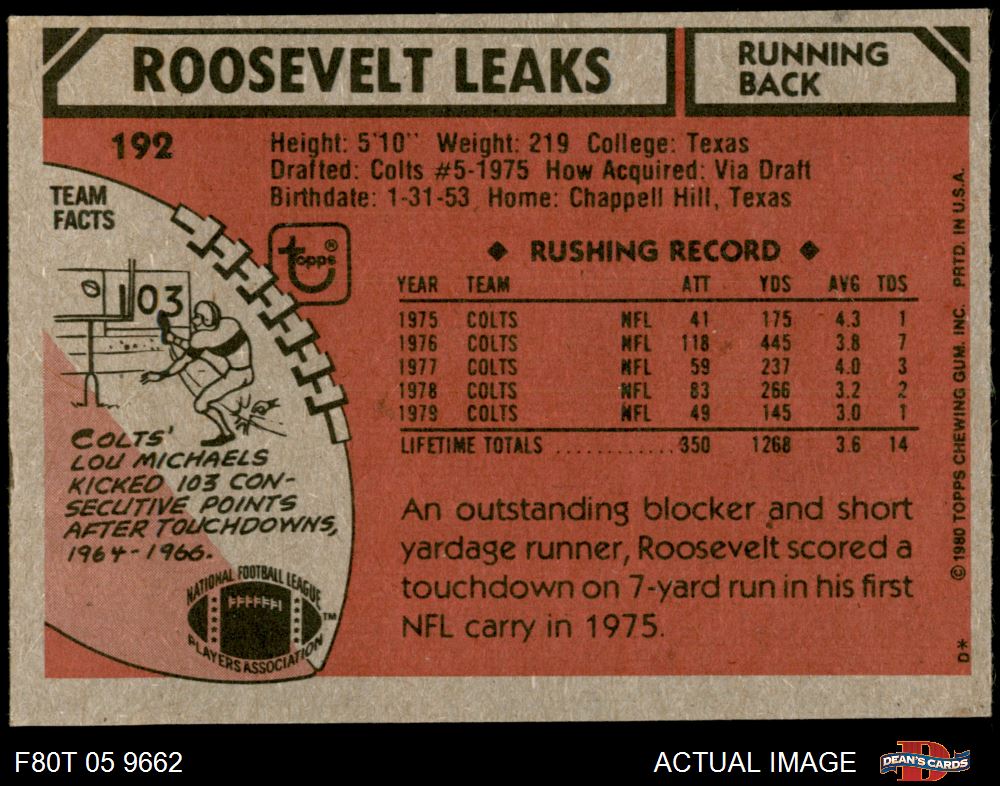 ROOSEVELT LEAKS
RUNNING
BACK
192
Height: 5'10" Weight: 219 College: Texas
Drafted: Colts #5-1975 How Acquired: Via Draft
Birthdate: 1-31-53 Home: Chappell Hill, Texas
TEAM
FACTS
topps®
103
COLTS'
LOU MICHAELS
KICKED 103 CON-
SECUTIVE POINTS
AFTER TOUCHDOWNS,
1964-1966.
NATIONAL FOOTBALL LEAGUE
PLAYERS ASSOCIATION
TM
◆ RUSHING RECORD ◆
YEAR TEAM ATT YDS AVG TDS
1975 COLTS NFL 41 175 4.3 1
1976 COLTS NFL 118 445 3.8 7
1977 COLTS NFL 59 237 4.0 3
1978 COLTS NFL 83 266 3.2 2
1979 COLTS NFL 49 145 3.0 1
LIFETIME TOTALS ............ 350 1268 3.6 14
An outstanding blocker and short
yardage runner, Roosevelt scored a
touchdown on 7-yard run in his first
NFL carry in 1975.
© 1980 TOPPS CHEWING GUM, INC. PRTD. IN U.S.A.
D*
F80T 05 9662
ACTUAL IMAGE
D
DEAN'S CARDS